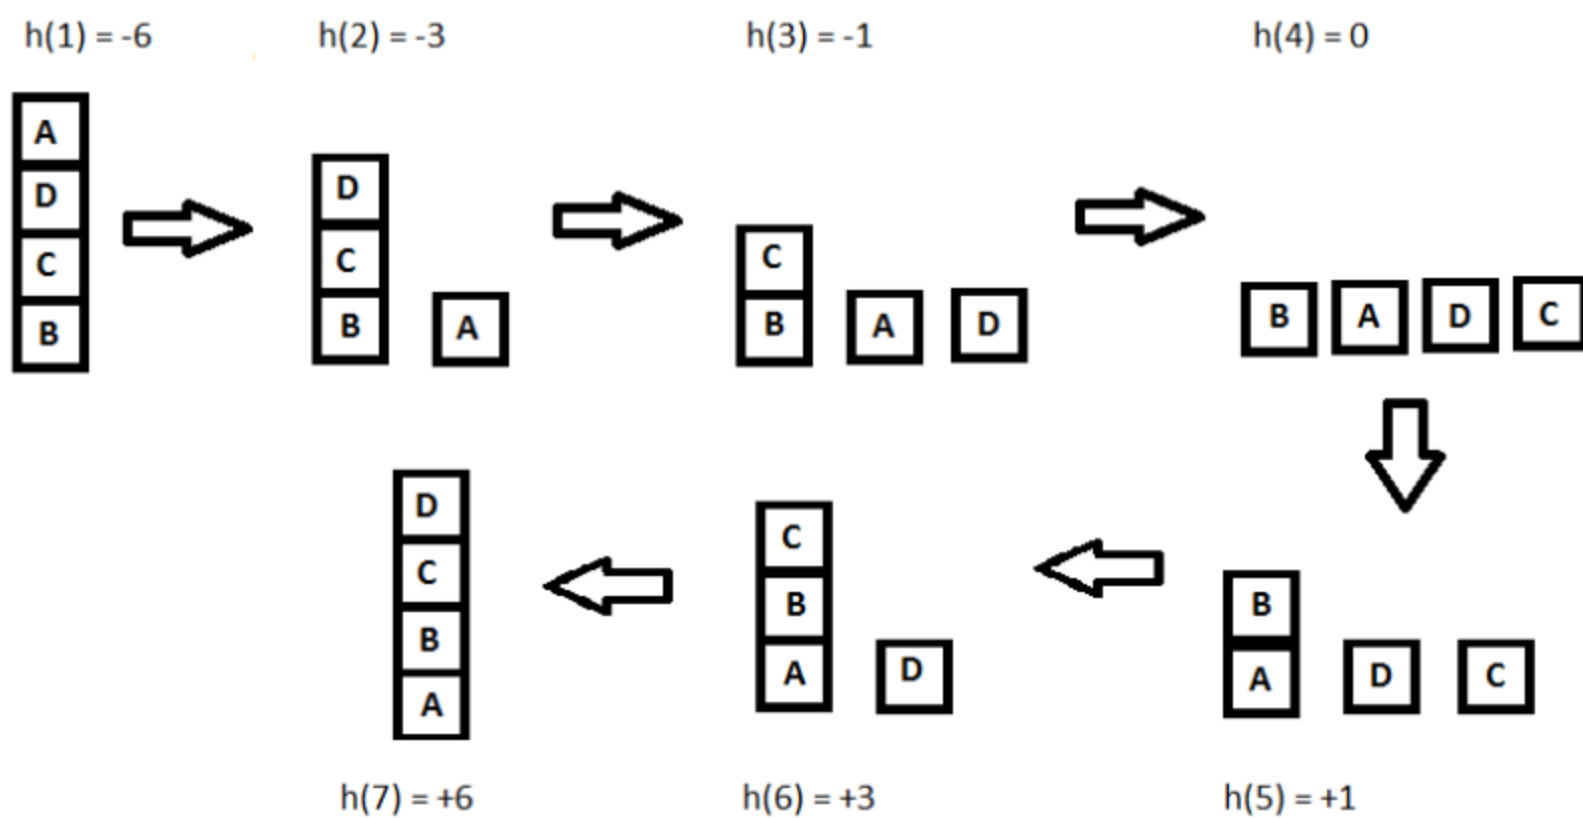 h(1) = -6
h(2) = -3
h(3) = -1
h(4) = 0
A
D
C
B
D
C
B
A
C
B
A
D
B
A
D
C
D
C
B
A
C
B
A
D
B
A
D
C
h(7) = +6
h(6) = +3
h(5) = +1